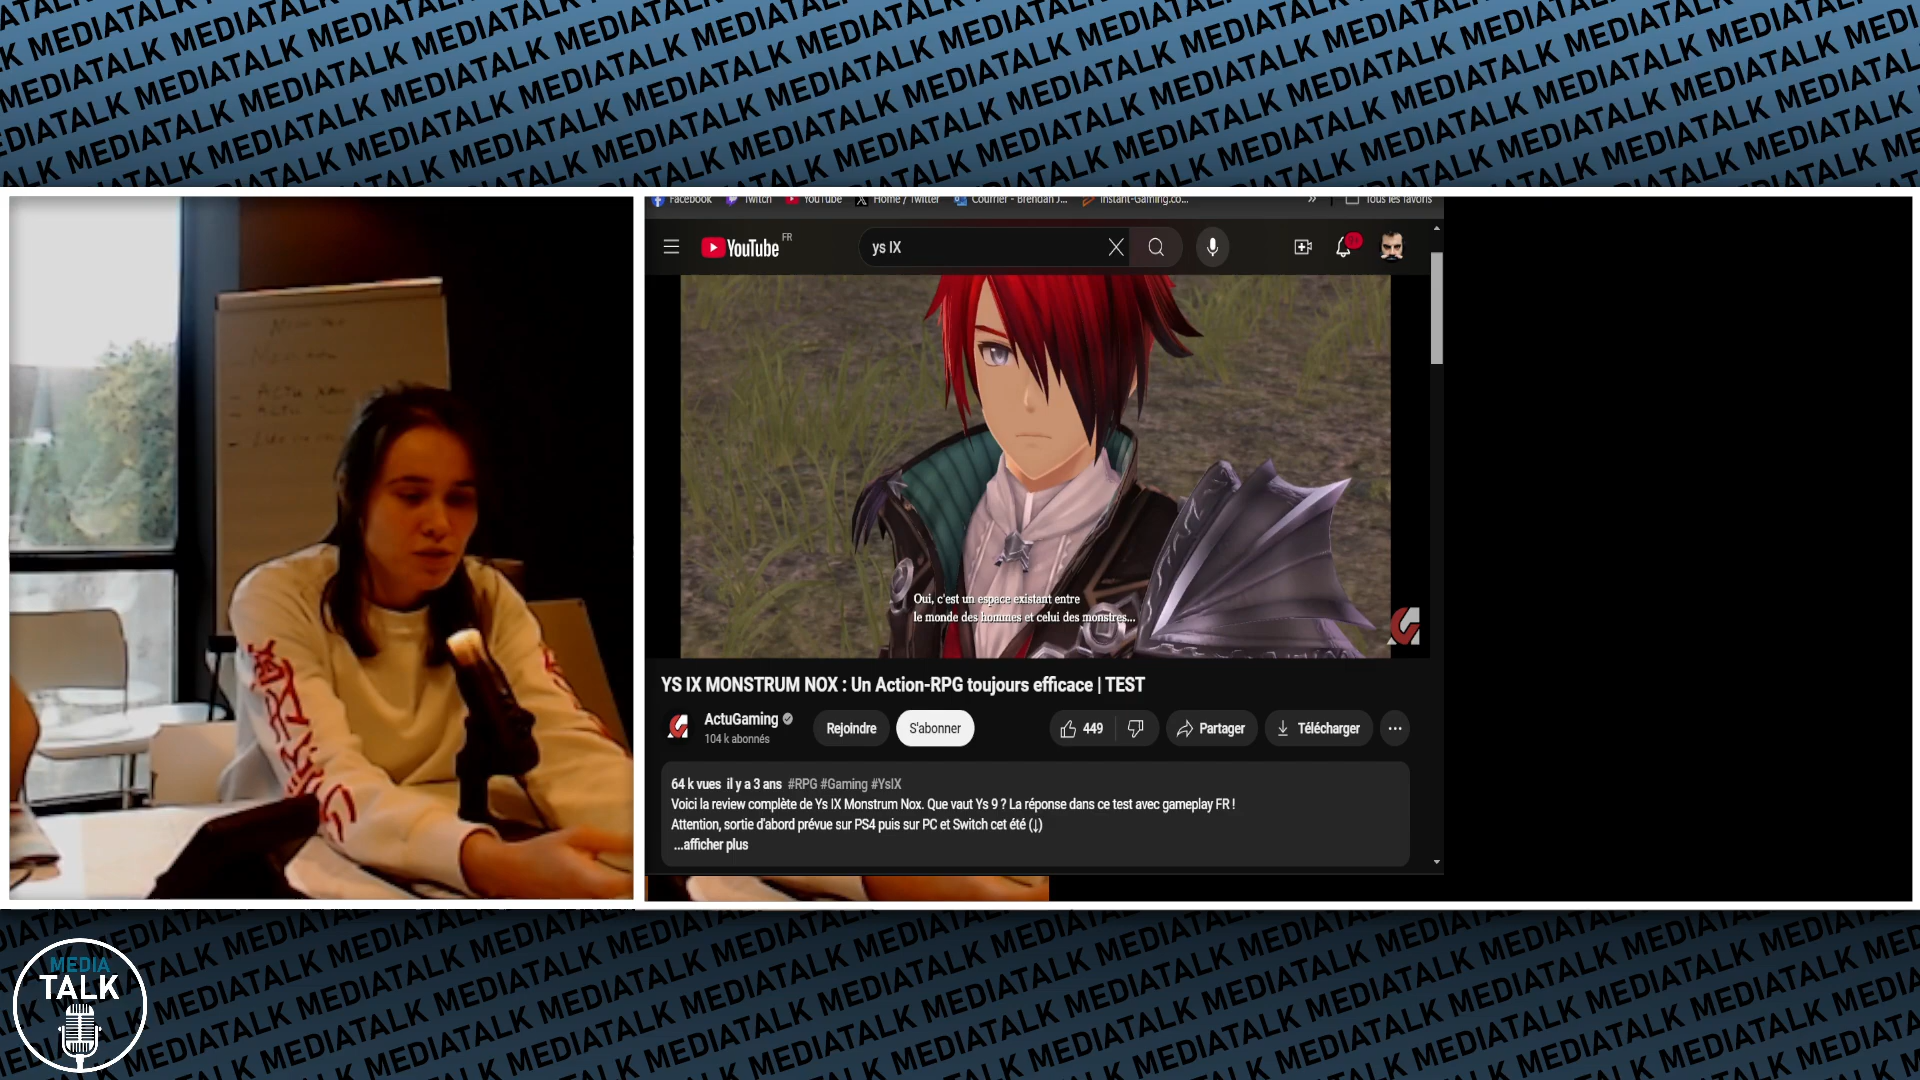 MEDIATALK MEDIATALK MEDIATALK MEDIATALK
Facebook
Twitch
YouTube
Home / Twitter
Courrier - Brendan J...
Instant-Gaming.co...
»
Tous les favoris
YouTube FR
ys IX
Oui, c'est un espace existant entre
le monde des hommes et celui des monstres...
YS IX MONSTRUM NOX : Un Action-RPG toujours efficace | TEST
ActuGaming
104 k abonnés
Rejoindre
S'abonner
449
Partager
Télécharger
64 k vues il y a 3 ans #RPG #Gaming #YsIX
Voici la review complète de Ys IX Monstrum Nox. Que vaut Ys 9 ? La réponse dans ce test avec gameplay FR !
Attention, sortie d'abord prévue sur PS4 puis sur PC et Switch cet été (↓)
...afficher plus
MEDIATALK MEDIATALK MEDIATALK MEDIATALK
MEDIA
TALK